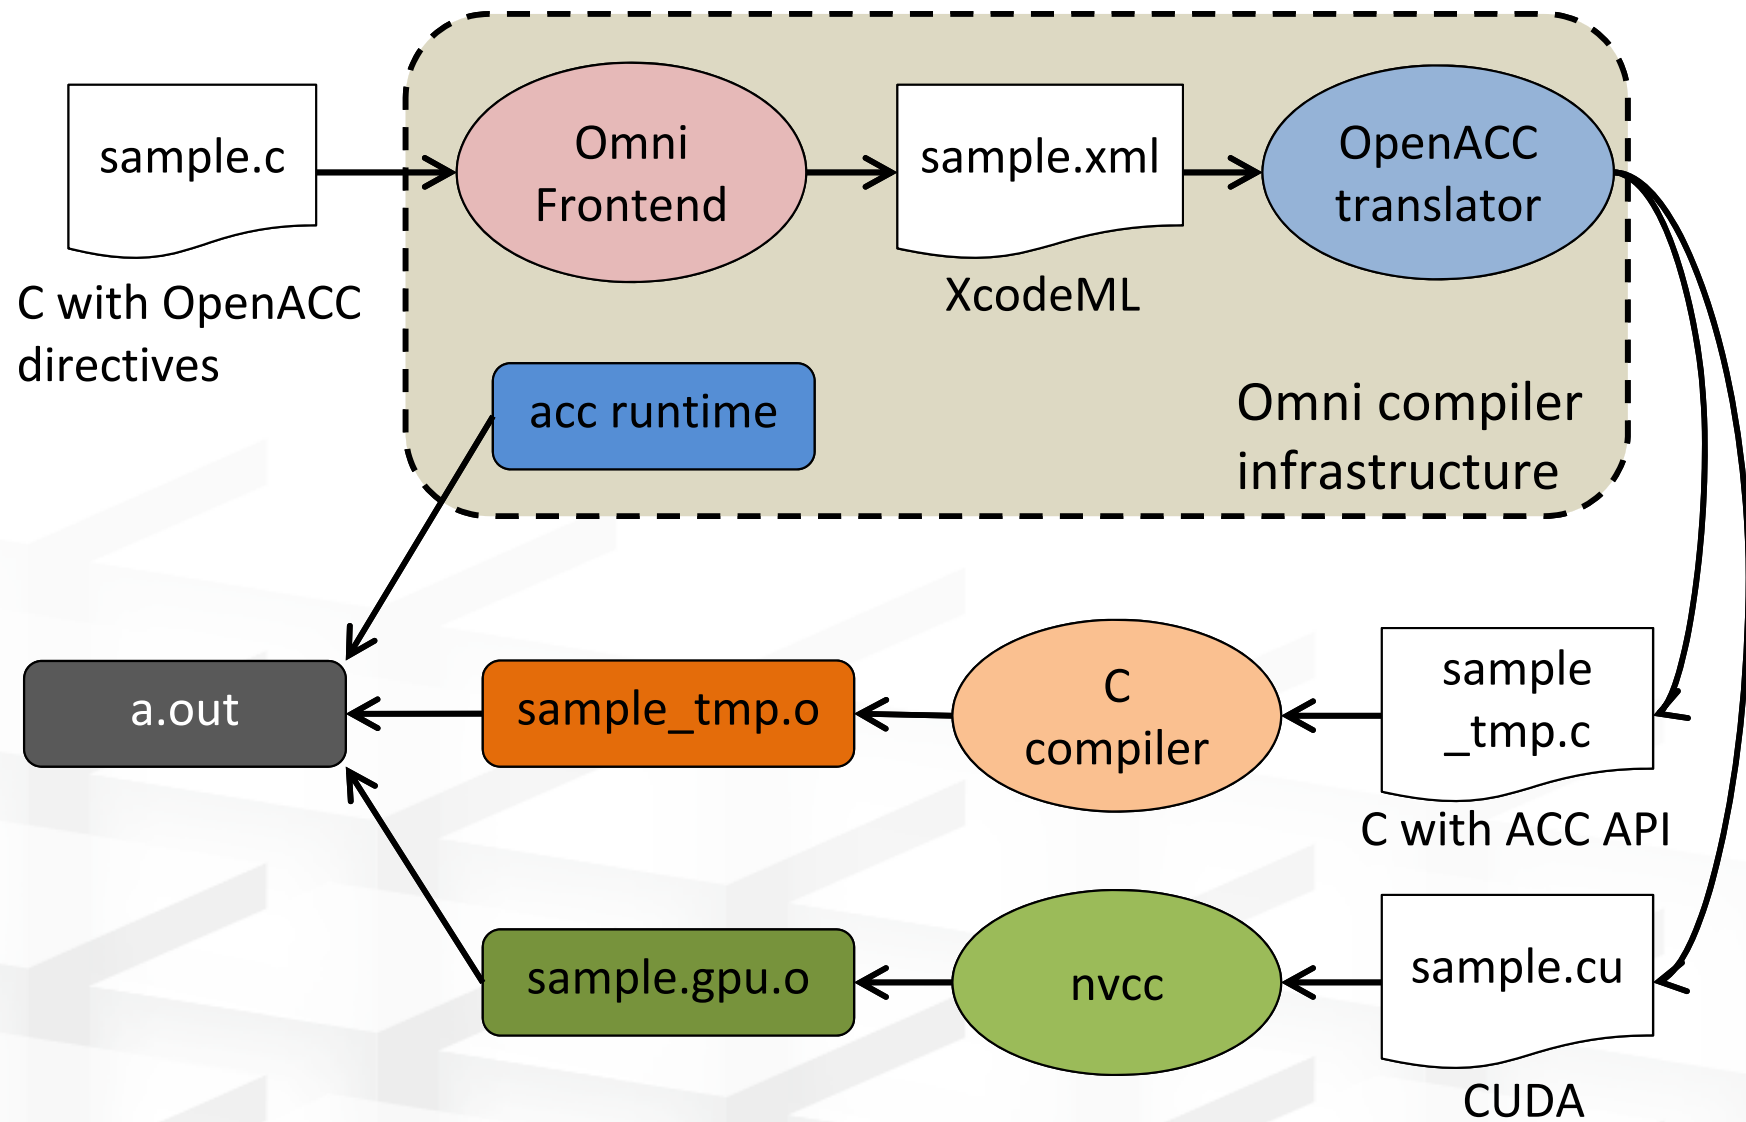 sample.c
Omni
Frontend
sample.xml
OpenACC
translator
C with OpenACC
directives
XcodeML
acc runtime
Omni compiler
infrastructure
a.out
sample_tmp.o
C
compiler
sample
_tmp.c
C with ACC API
sample.gpu.o
nvcc
sample.cu
CUDA